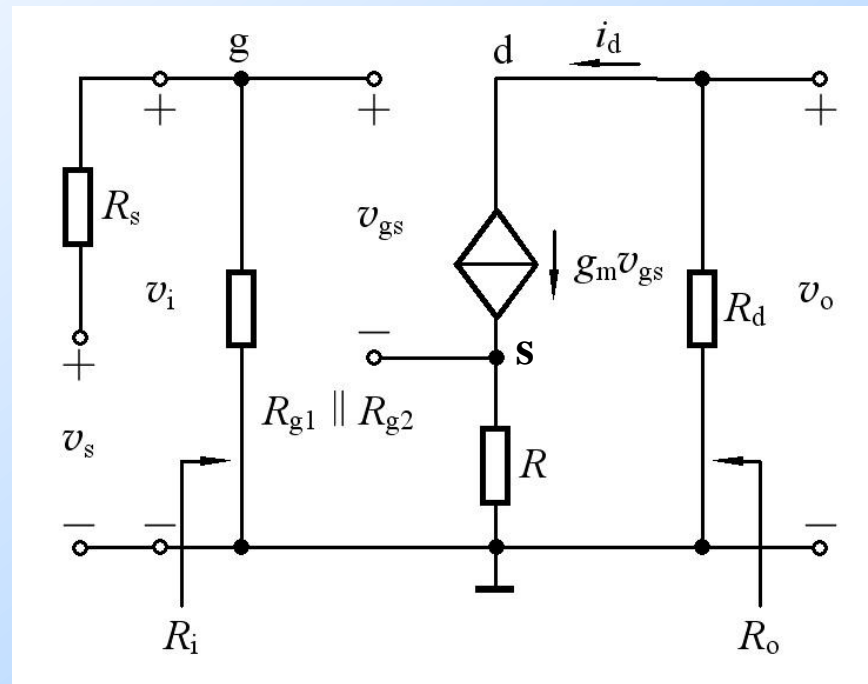 g
d
i_d
+
+
+
R_s
v_gs
g_m v_gs
v_i
R_d
v_o
+
−
s
R_g1 || R_g2
v_s
R
−
−
−
R_i
R_o